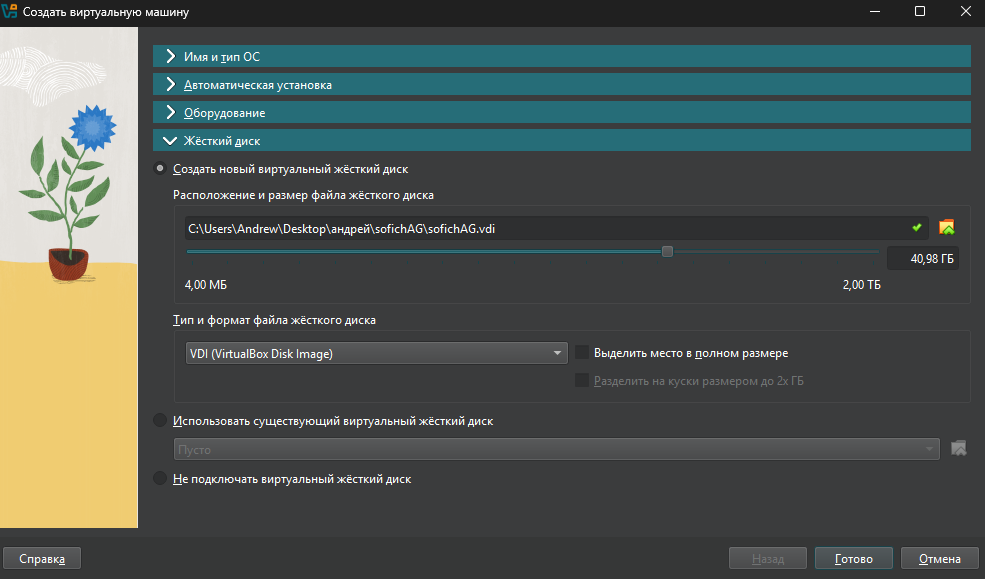 Создать виртуальную машину
Имя и тип ОС
Автоматическая установка
Оборудование
Жёсткий диск
Создать новый виртуальный жёсткий диск
Расположение и размер файла жёсткого диска
C:\Users\Andrew\Desktop\андрей\sofichAG\sofichAG.vdi
40,98 ГБ
4,00 МБ
2,00 ТБ
Тип и формат файла жёсткого диска
VDI (VirtualBox Disk Image)
Выделить место в полном размере
Разделить на куски размером до 2х ГБ
Использовать существующий виртуальный жёсткий диск
Пусто
Не подключать виртуальный жёсткий диск
Справка
Назад
Готово
Отмена